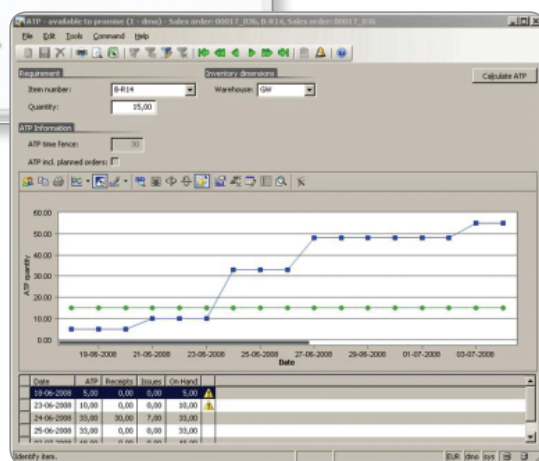 ATP - available to promise (1 - dmo) - Sales order: 00017_036, B-R14, Sales order: 00017_036
File Edit Tools Command Help
Requirement
Inventory dimensions
Calculate ATP
Item number: B-R14
Warehouse: GW
Quantity: 15,00
ATP Information
ATP time fence: 30
ATP incl. planned orders:
60.00
50.00
40.00
30.00
20.00
10.00
0.00
ATP quantity
19-06-2008 21-06-2008 23-06-2008 25-06-2008 27-06-2008 29-06-2008 01-07-2008 03-07-2008
Date
Date ATP Receipts Issues On-Hand
18-06-2008 5,00 0,00 0,00 5,00
23-06-2008 10,00 0,00 0,00 10,00
24-06-2008 33,00 30,00 7,00 33,00
25-06-2008 33,00 0,00 0,00 33,00
Identify item.
EUR dmo sys